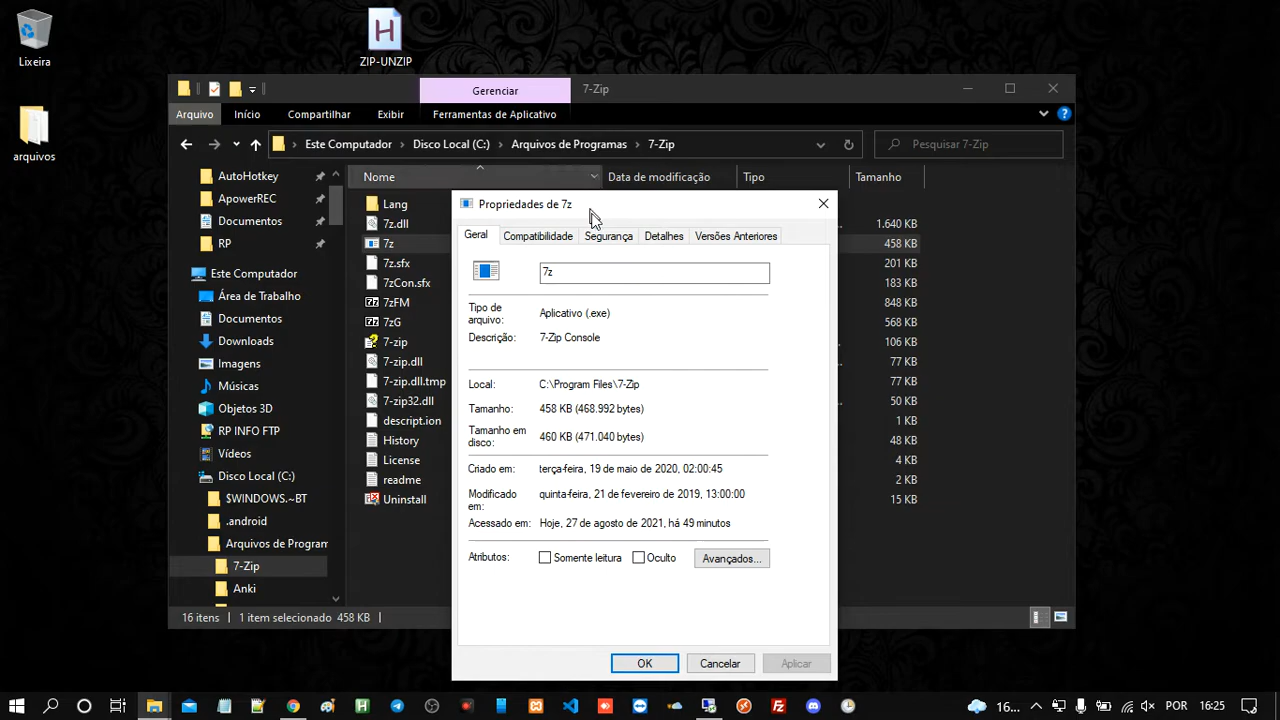 Lixeira
ZIP-UNZIP
arquivos
Gerenciar
7-Zip
Arquivo
Início
Compartilhar
Exibir
Ferramentas de Aplicativo
Este Computador
Disco Local (C:)
Arquivos de Programas
7-Zip
Pesquisar 7-Zip
AutoHotkey
ApowerREC
Documentos
RP
Este Computador
Área de Trabalho
Documentos
Downloads
Imagens
Músicas
Objetos 3D
RP INFO FTP
Vídeos
Disco Local (C:)
$WINDOWS.~BT
.android
Arquivos de Program
7-Zip
Anki
Nome
Data de modificação
Tipo
Tamanho
Lang
7z.dll
1.640 KB
7z
458 KB
7z.sfx
201 KB
7zCon.sfx
183 KB
7zFM
848 KB
7zG
568 KB
7-zip
106 KB
7-zip.dll
77 KB
7-zip.dll.tmp
77 KB
7-zip32.dll
50 KB
descript.ion
1 KB
History
48 KB
License
4 KB
readme
2 KB
Uninstall
15 KB
16 itens
1 item selecionado 458 KB
Propriedades de 7z
Geral
Compatibilidade
Segurança
Detalhes
Versões Anteriores
7z
Tipo de
arquivo:
Aplicativo (.exe)
Descrição:
7-Zip Console
Local:
C:\Program Files\7-Zip
Tamanho:
458 KB (468.992 bytes)
Tamanho em
disco:
460 KB (471.040 bytes)
Criado em:
terça-feira, 19 de maio de 2020, 02:00:45
Modificado
em:
quinta-feira, 21 de fevereiro de 2019, 13:00:00
Acessado em:
Hoje, 27 de agosto de 2021, há 49 minutos
Atributos:
Somente leitura
Oculto
Avançados...
OK
Cancelar
Aplicar
16...
POR
16:25